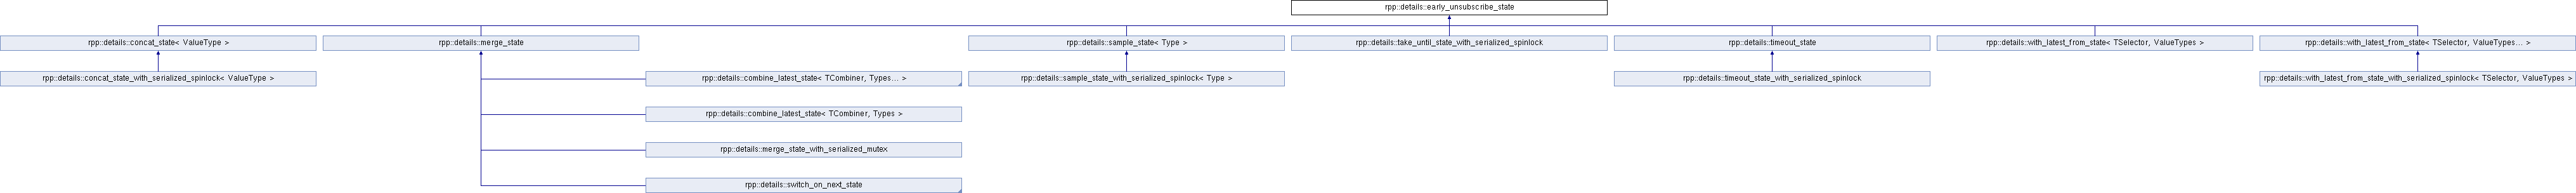 rpp::details::early_unsubscribe_state
rpp::details::concat_state< ValueType >
rpp::details::merge_state
rpp::details::sample_state< Type >
rpp::details::take_until_state_with_serialized_spinlock
rpp::details::timeout_state
rpp::details::with_latest_from_state< TSelector, ValueTypes >
rpp::details::with_latest_from_state< TSelector, ValueTypes... >
rpp::details::concat_state_with_serialized_spinlock< ValueType >
rpp::details::combine_latest_state< TCombiner, Types... >
rpp::details::sample_state_with_serialized_spinlock< Type >
rpp::details::timeout_state_with_serialized_spinlock
rpp::details::with_latest_from_state_with_serialized_spinlock< TSelector, ValueTypes >
rpp::details::combine_latest_state< TCombiner, Types >
rpp::details::merge_state_with_serialized_mutex
rpp::details::switch_on_next_state